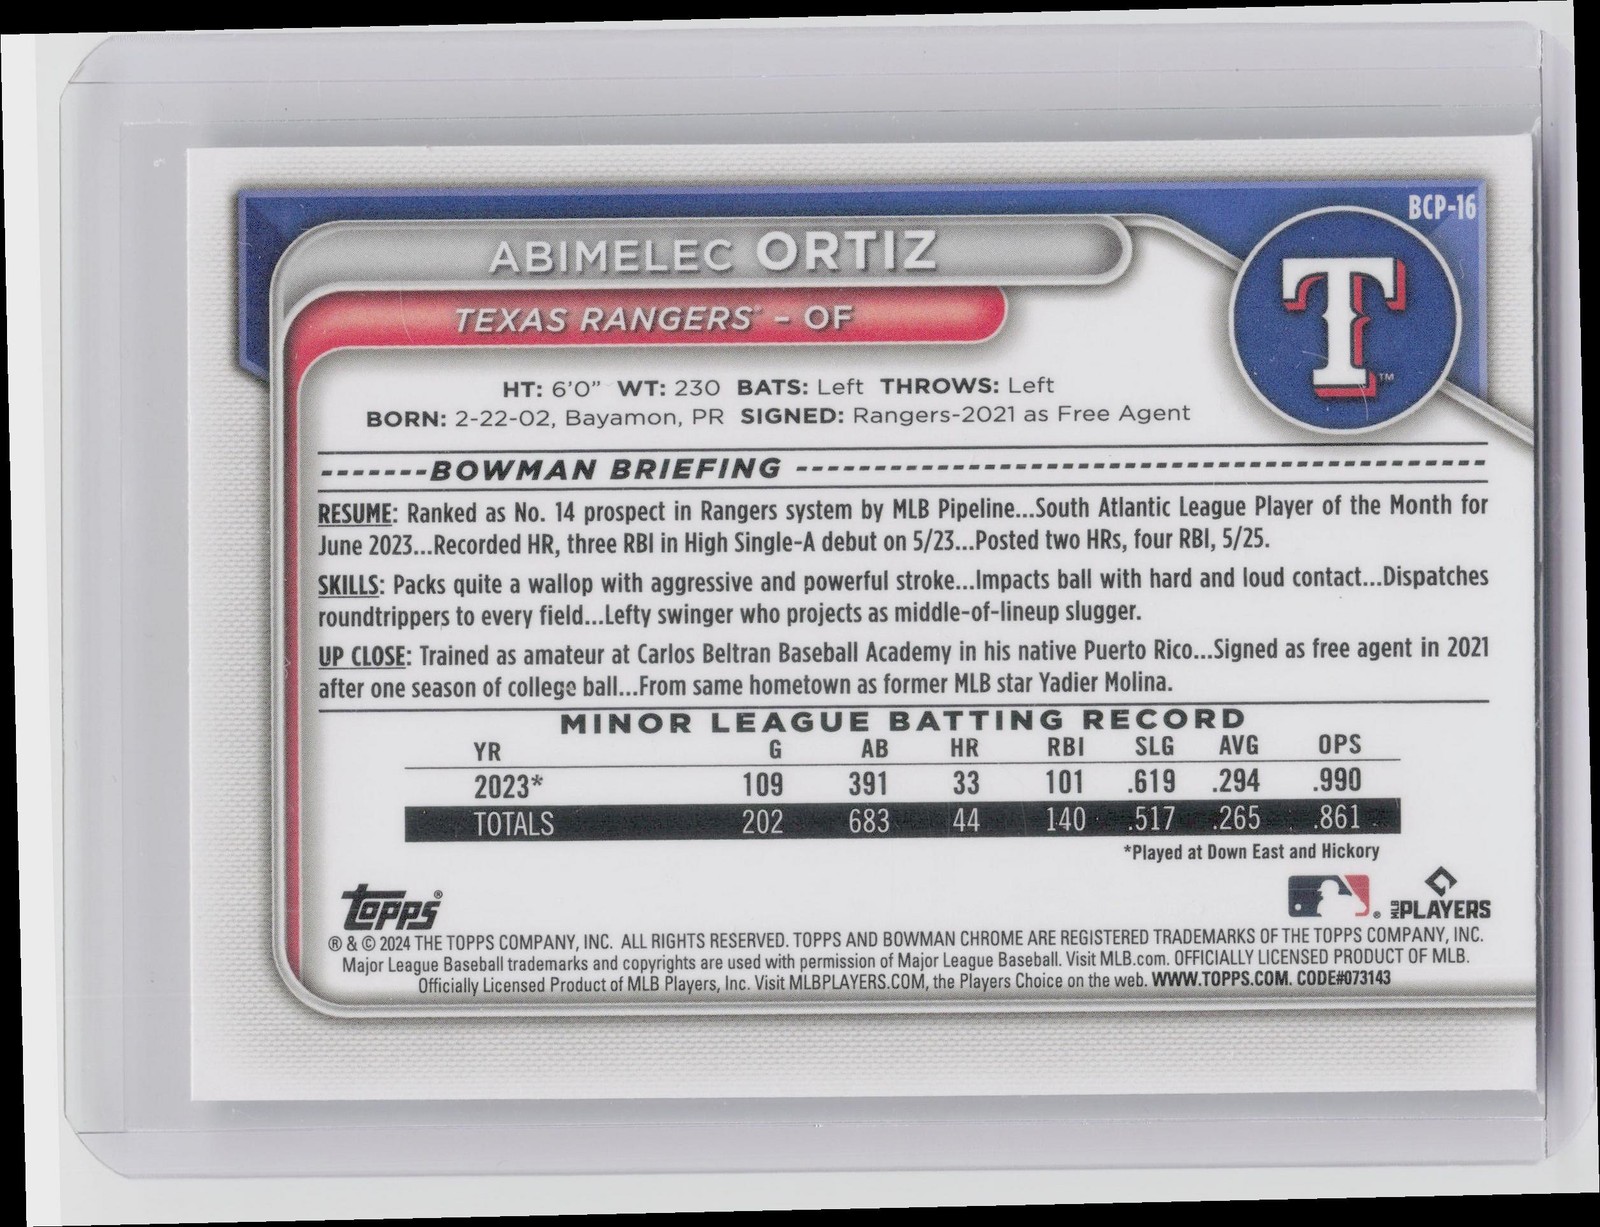 BCP-16
ABIMELEC ORTIZ
TEXAS RANGERS - OF
T™
HT: 6'0" WT: 230 BATS: Left THROWS: Left
BORN: 2-22-02, Bayamon, PR SIGNED: Rangers-2021 as Free Agent
-------BOWMAN BRIEFING -------------------------------------------
RESUME: Ranked as No. 14 prospect in Rangers system by MLB Pipeline...South Atlantic League Player of the Month for
June 2023...Recorded HR, three RBI in High Single-A debut on 5/23...Posted two HRs, four RBI, 5/25.
SKILLS: Packs quite a wallop with aggressive and powerful stroke...Impacts ball with hard and loud contact...Dispatches
roundtrippers to every field...Lefty swinger who projects as middle-of-lineup slugger.
UP CLOSE: Trained as amateur at Carlos Beltran Baseball Academy in his native Puerto Rico...Signed as free agent in 2021
after one season of college ball...From same hometown as former MLB star Yadier Molina.
MINOR LEAGUE BATTING RECORD
YR G AB HR RBI SLG AVG OPS
2023* 109 391 33 101 .619 .294 .990
TOTALS 202 683 44 140 .517 .265 .861
*Played at Down East and Hickory
Topps® ® MLB PLAYERS
® & © 2024 THE TOPPS COMPANY, INC. ALL RIGHTS RESERVED. TOPPS AND BOWMAN CHROME ARE REGISTERED TRADEMARKS OF THE TOPPS COMPANY, INC.
Major League Baseball trademarks and copyrights are used with permission of Major League Baseball. Visit MLB.com. OFFICIALLY LICENSED PRODUCT OF MLB.
Officially Licensed Product of MLB Players, Inc. Visit MLBPLAYERS.COM, the Players Choice on the web. WWW.TOPPS.COM. CODE#073143